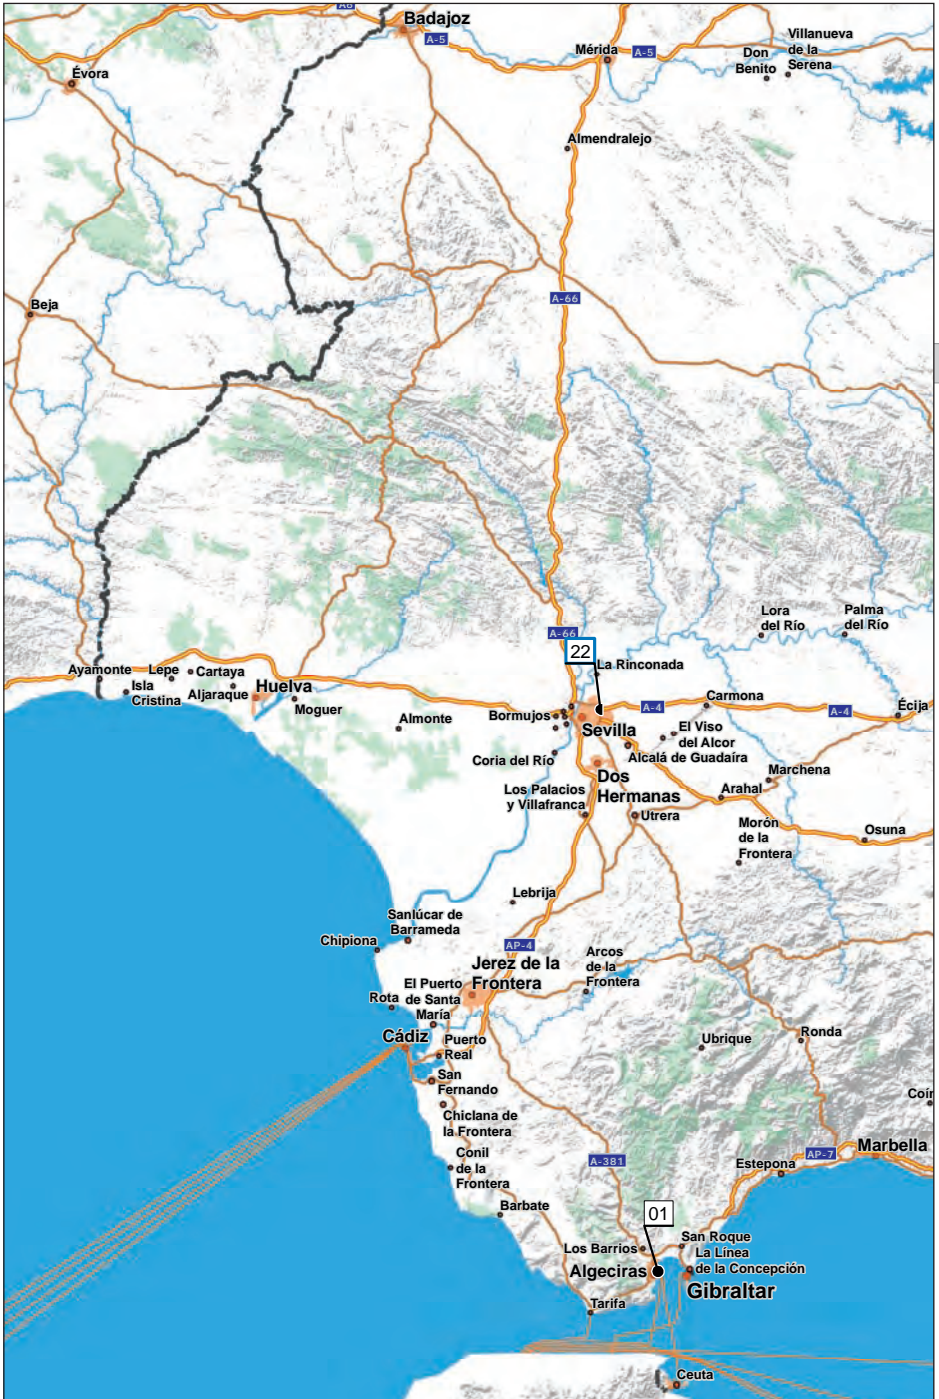 A6
Badajoz
A-5
Mérida
A-5
Don
Benito
Villanueva
de la
Serena
Évora
Almendralejo
A-66
Beja
Lora
del Río
Palma
del Río
A-66
22
La Rinconada
Ayamonte
Lepe
Cartaya
Isla
Cristina
Aljaraque
Huelva
Moguer
Almonte
Bormujos
Sevilla
A-4
Carmona
A-4
Écija
El Viso
del Alcor
Alcalá de Guadaíra
Coria del Río
Dos
Hermanas
Marchena
Arahal
Los Palacios
y Villafranca
Utrera
Morón
de la
Frontera
Osuna
Lebrija
Sanlúcar de
Barrameda
Chipiona
AP-4
Jerez de la
Frontera
Arcos
de la
Frontera
El Puerto
de Santa
María
Rota
Cádiz
Puerto
Real
Ubrique
Ronda
San
Fernando
Coín
Chiclana de
la Frontera
Conil
de la
Frontera
A-381
AP-7
Marbella
Estepona
Barbate
01
San Roque
Los Barrios
La Línea
de la Concepción
Algeciras
Gibraltar
Tarifa
Ceuta